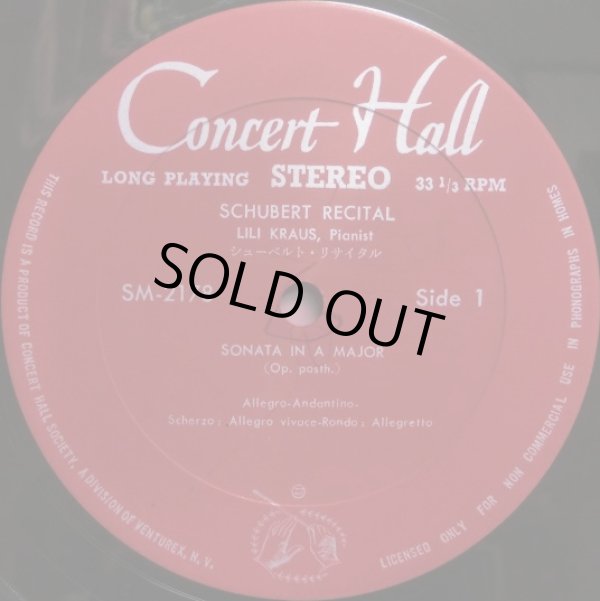 Concert Hall
LONG PLAYING STEREO 33 1/3 RPM
SCHUBERT RECITAL
LILI KRAUS, Pianist
シューベルト・リサイタル
Side 1
SOLD OUT
SONATA IN A MAJOR
(Op. posth.)
Allegro-Andantino-
Scherzo: Allegro vivace-Rondo: Allegretto
THIS RECORD IS A PRODUCT OF CONCERT HALL SOCIETY, A DIVISION OF VENTUREX, N. V.
LICENSED ONLY FOR NON COMMERCIAL USE IN PHONOGRAPHS IN HOMES